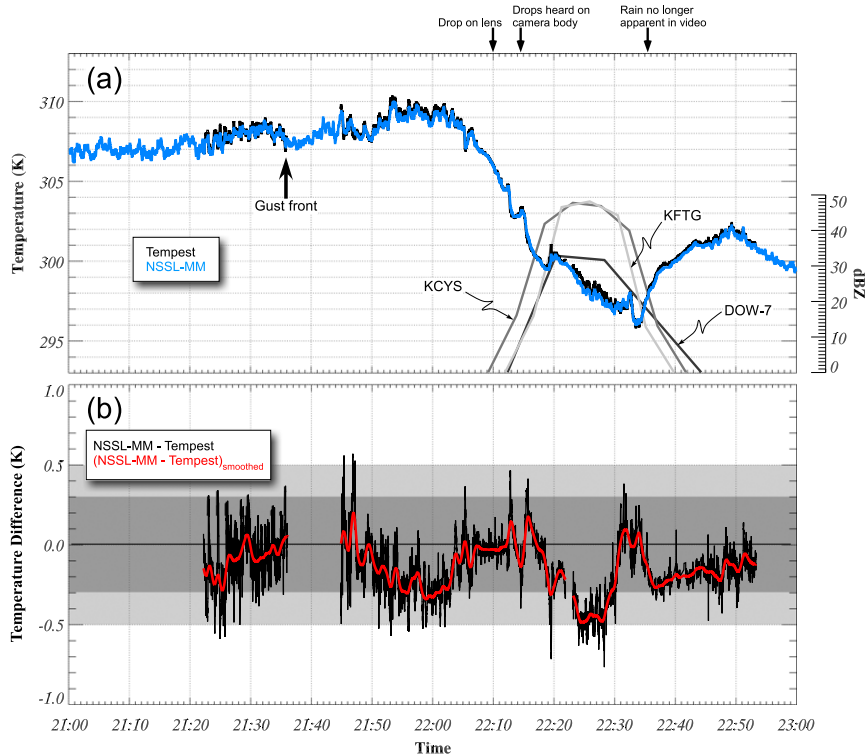 Drop on lens
Drops heard on
camera body
Rain no longer
apparent in video
(a)
310
305
300
295
Temperature (K)
Gust front
Tempest
NSSL-MM
KCYS
KFTG
DOW-7
50
40
30
20
10
0
dBZ
(b)
1.0
0.5
0.0
-0.5
-1.0
Temperature Difference (K)
NSSL-MM - Tempest
(NSSL-MM - Tempest)smoothed
21:00 21:10 21:20 21:30 21:40 21:50 22:00 22:10 22:20 22:30 22:40 22:50 23:00
Time